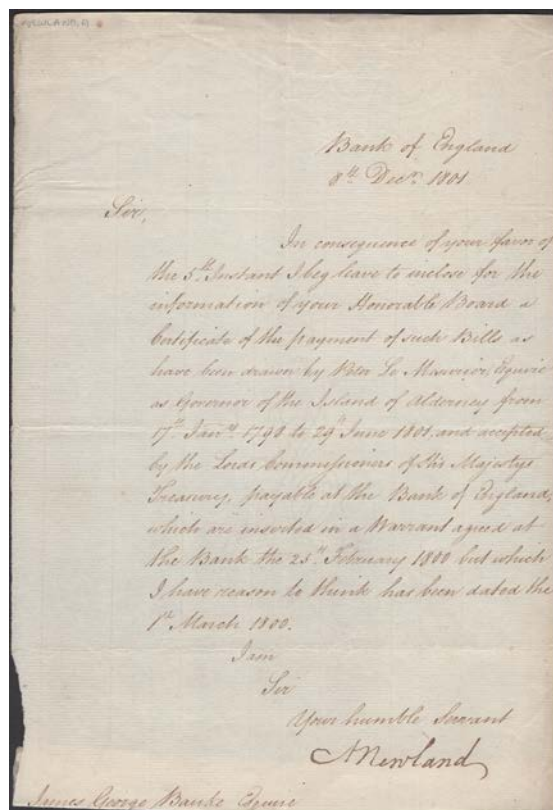 NEWLAND, A
Bank of England
8th Decr. 1801
Sir,
In consequence of your favor of
the 5th Instant I beg leave to inclose for the
information of your Honorable Board a
Certificate of the payment of such Bills as
have been drawn by Peter Le Mesurier, Esquire
as Governor of the Island of Alderney from
17th Jany. 1798 to 29th June 1801, and accepted
by the Lords Commissioners of His Majestys
Treasury, payable at the Bank of England,
which are inserted in a Warrant agreed at
the Bank the 25th February 1800 but which
I have reason to think has been dated the
1st March 1800.
I am
Sir
Your humble Servant
A Newland
James George Banks Esquire